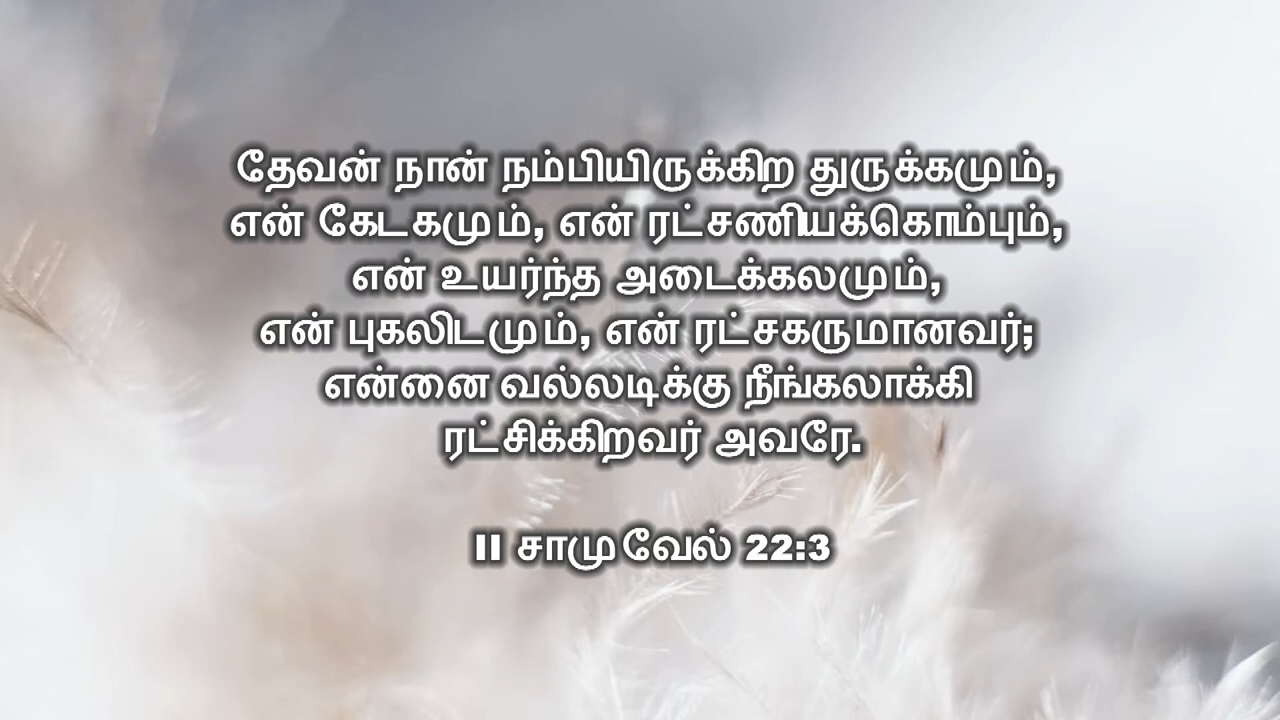 தேவன் நான் நம்பியிருக்கிற துருக்கமும்,
என் கேடகமும், என் ரட்சணியக்கொம்பும்,
என் உயர்ந்த அடைக்கலமும்,
என் புகலிடமும், என் ரட்சகருமானவர்;
என்னை வல்லடிக்கு நீங்கலாக்கி
ரட்சிக்கிறவர் அவரே.
II சாமுவேல் 22:3